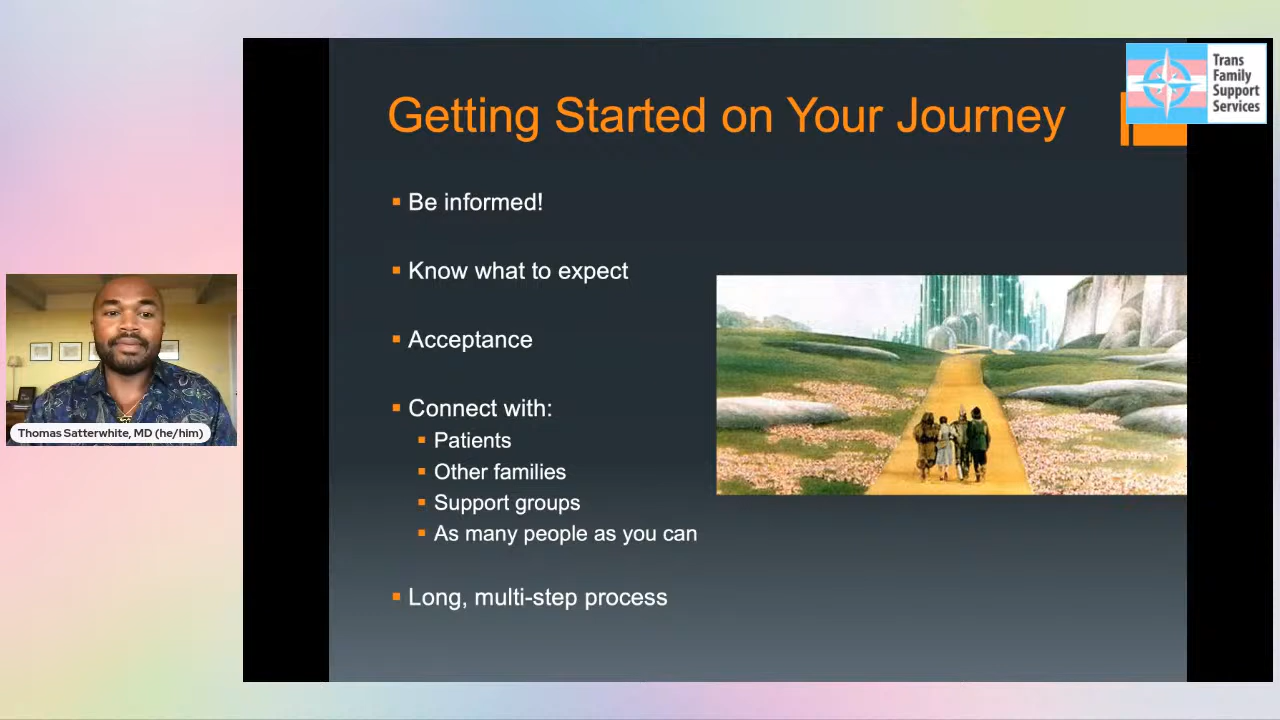 Getting Started on Your Journey
Trans
Family
Support
Services
▪ Be informed!
▪ Know what to expect
▪ Acceptance
▪ Connect with:
▪ Patients
▪ Other families
▪ Support groups
▪ As many people as you can
▪ Long, multi-step process
Thomas Satterwhite, MD (he/him)